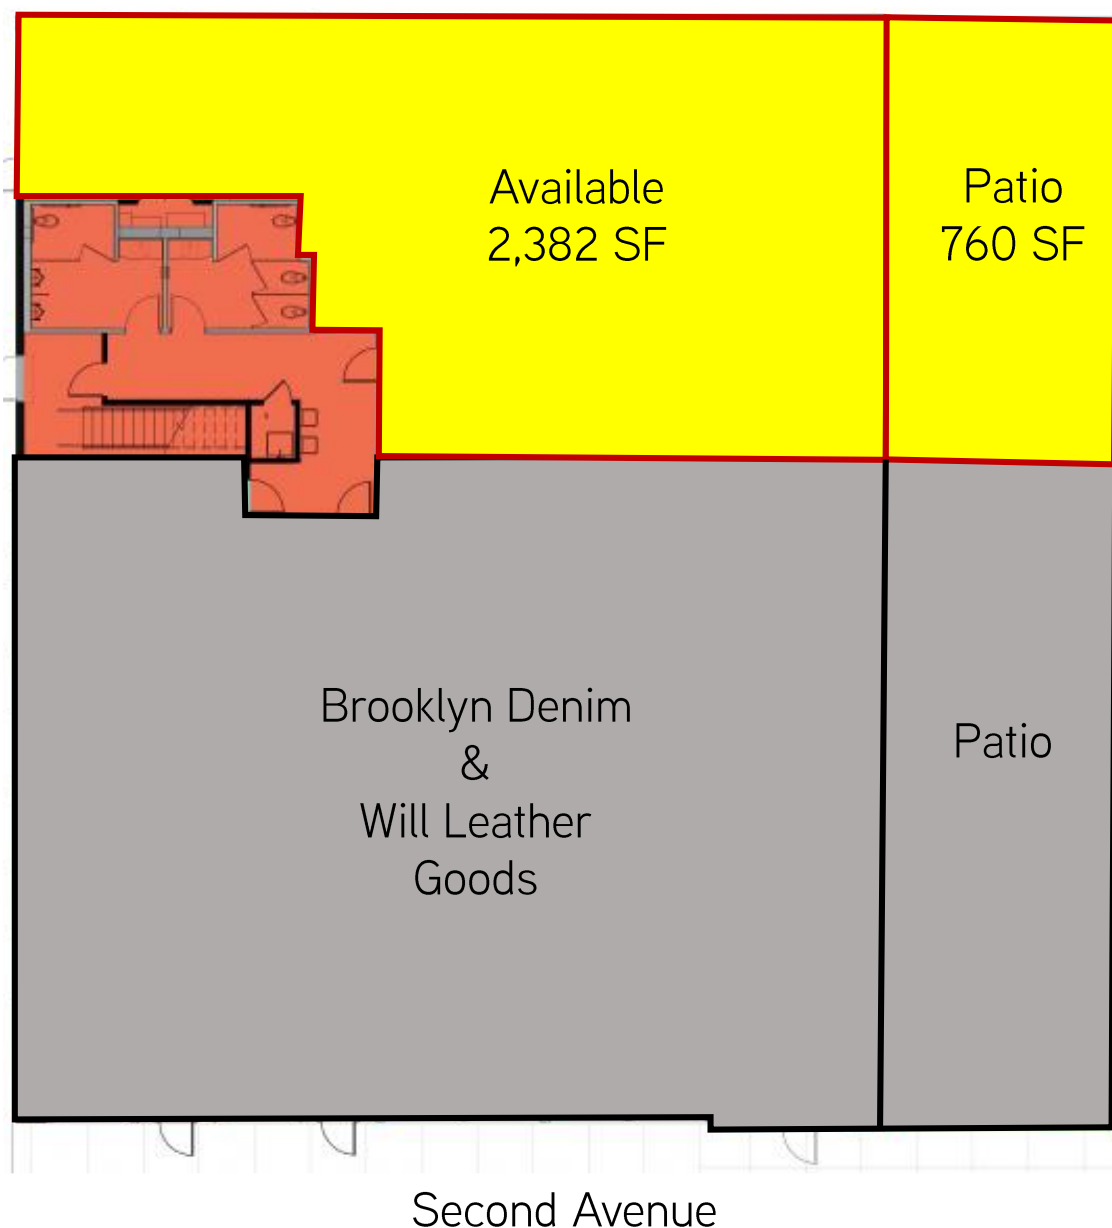 Available
2,382 SF
Patio
760 SF
Brooklyn Denim
&
Will Leather
Goods
Patio
Second Avenue